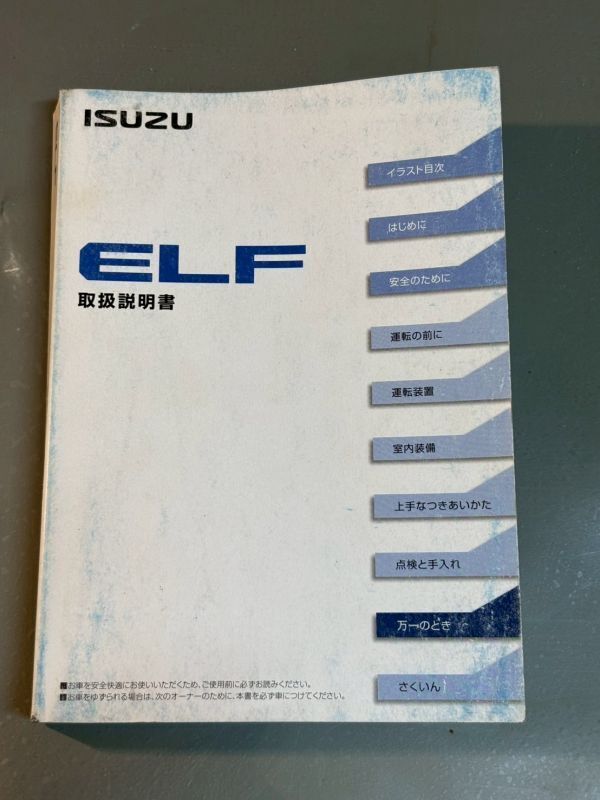 ISUZU
ELF
取扱説明書
イラスト目次
はじめに
安全のために
運転の前に
運転装置
室内装備
上手なつきあいかた
点検と手入れ
万一のとき
さくいん
■お車を安全快適にお使いいただくため、ご使用前に必ずお読みください。
■お車をゆずられる場合は、次のオーナーのために、本書を必ず車につけてください。